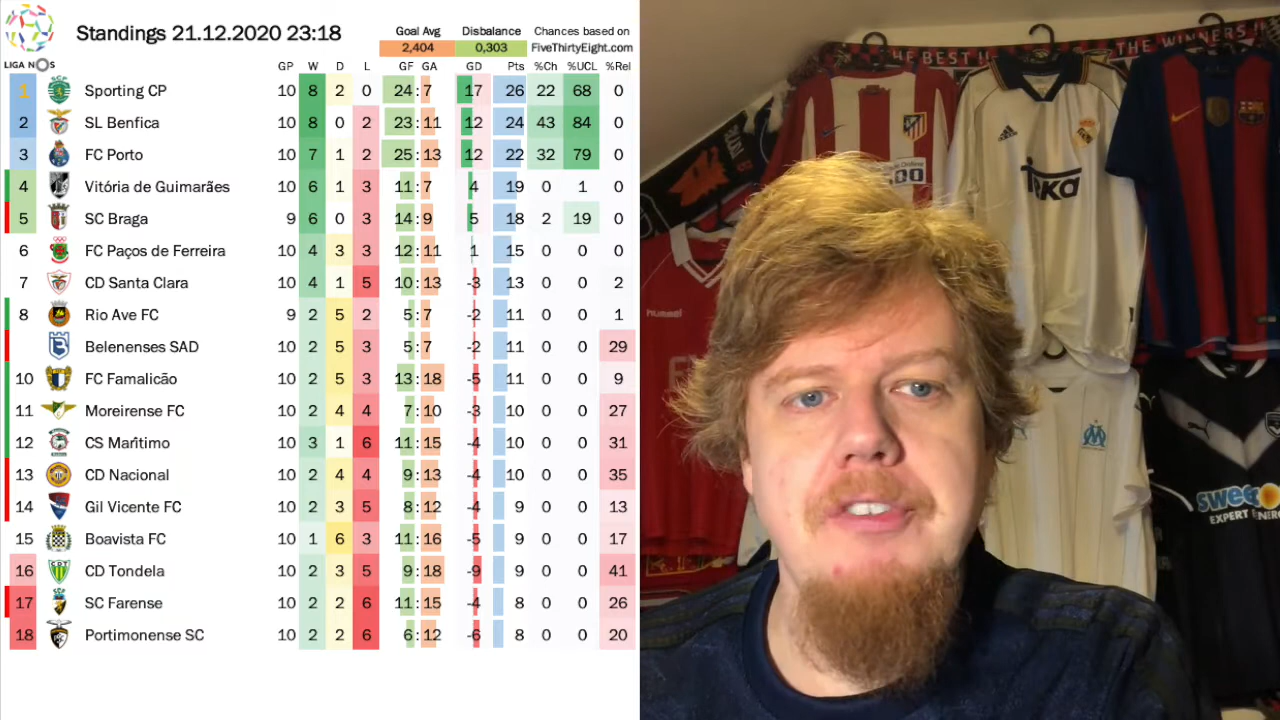 Standings 21.12.2020 23:18
Goal Avg Disbalance Chances based on
2,404 0,303 FiveThirtyEight.com
LIGA NOS GP W D L GF GA GD Pts %Ch %UCL %Rel
1 Sporting CP 10 8 2 0 24:7 17 26 22 68 0
2 SL Benfica 10 8 0 2 23:11 12 24 43 84 0
3 FC Porto 10 7 1 2 25:13 12 22 32 79 0
4 Vitória de Guimarães 10 6 1 3 11:7 4 19 0 1 0
5 SC Braga 9 6 0 3 14:9 5 18 2 19 0
6 FC Paços de Ferreira 10 4 3 3 12:11 1 15 0 0 0
7 CD Santa Clara 10 4 1 5 10:13 -3 13 0 0 2
8 Rio Ave FC 9 2 5 2 5:7 -2 11 0 0 1
Belenenses SAD 10 2 5 3 5:7 -2 11 0 0 29
10 FC Famalicão 10 2 5 3 13:18 -5 11 0 0 9
11 Moreirense FC 10 2 4 4 7:10 -3 10 0 0 27
12 CS Marítimo 10 3 1 6 11:15 -4 10 0 0 31
13 CD Nacional 10 2 4 4 9:13 -4 10 0 0 35
14 Gil Vicente FC 10 2 3 5 8:12 -4 9 0 0 13
15 Boavista FC 10 1 6 3 11:16 -5 9 0 0 17
16 CD Tondela 10 2 3 5 9:18 -9 9 0 0 41
17 SC Farense 10 2 2 6 11:15 -4 8 0 0 26
18 Portimonense SC 10 2 2 6 6:12 -6 8 0 0 20
THE BEST !! THE WINNERS
hummel
EXPERT